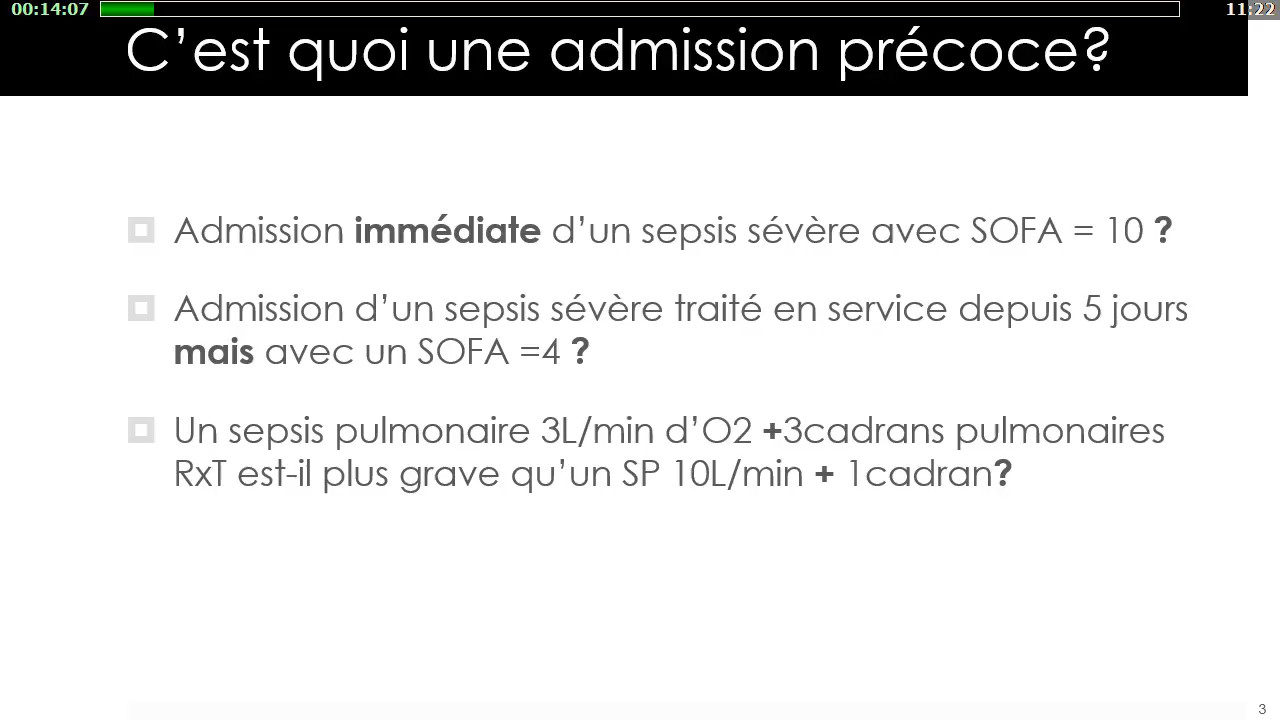 00:14:07
11:22
C’est quoi une admission précoce?
Admission immédiate d’un sepsis sévère avec SOFA = 10 ?
Admission d’un sepsis sévère traité en service depuis 5 jours
mais avec un SOFA =4 ?
Un sepsis pulmonaire 3L/min d’O2 +3cadrans pulmonaires
RxT est-il plus grave qu’un SP 10L/min + 1cadran?
3